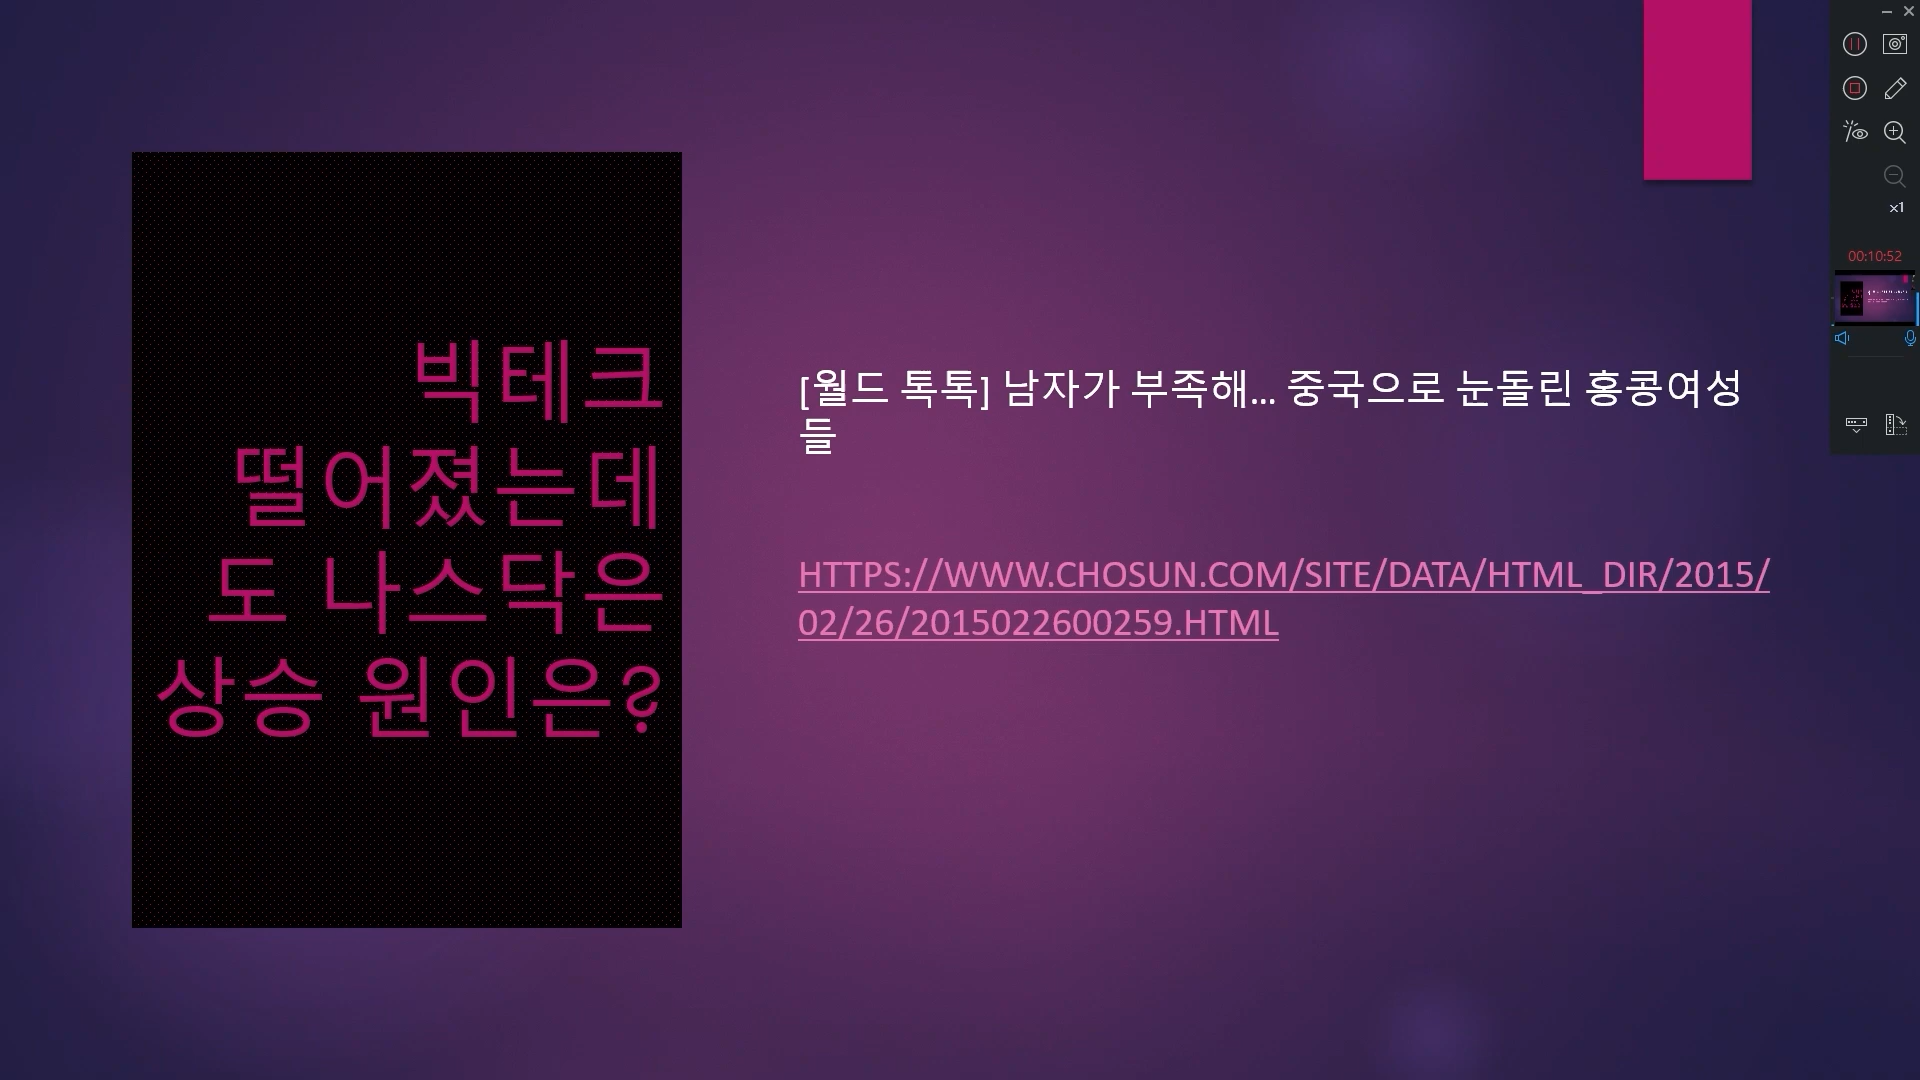 빅테크
떨어졌는데
도 나스닥은
상승 원인은?
[월드 톡톡] 남자가 부족해... 중국으로 눈돌린 홍콩여성
들
HTTPS://WWW.CHOSUN.COM/SITE/DATA/HTML_DIR/2015/
02/26/2015022600259.HTML
x1
00:10:52